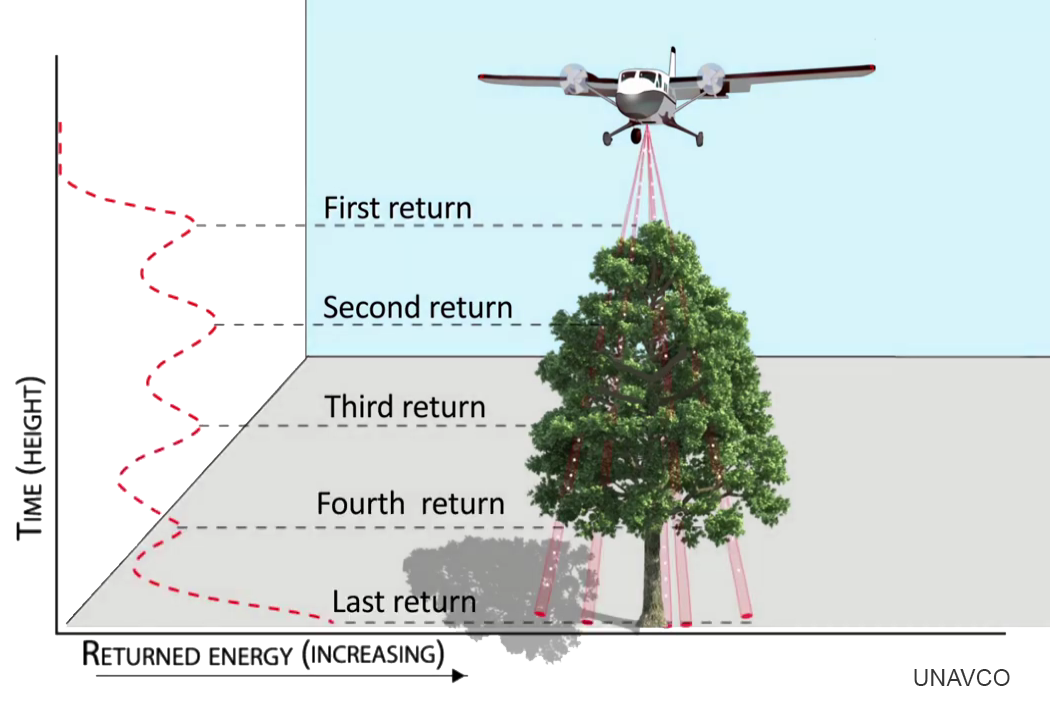 First return
Second return
Third return
Fourth return
Last return
TIME (HEIGHT)
RETURNED ENERGY (INCREASING)
UNAVCO